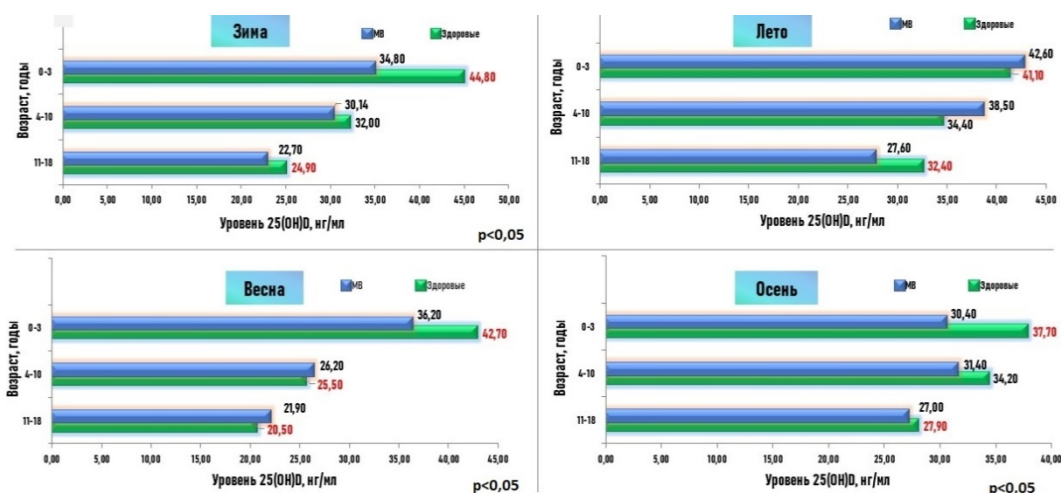 Зима
МВ Здоровые
Возраст, годы
0-3
34,80
44,80
4-10
30,14
32,00
11-18
22,70
24,90
0,00 5,00 10,00 15,00 20,00 25,00 30,00 35,00 40,00 45,00 50,00
Уровень 25(OH)D, нг/мл
p<0,05
Лето
МВ Здоровые
Возраст, годы
0-3
42,60
41,10
4-10
38,50
34,40
11-18
27,60
32,40
0,00 5,00 10,00 15,00 20,00 25,00 30,00 35,00 40,00 45,00
Уровень 25(OH)D, нг/мл
Весна
МВ Здоровые
Возраст, годы
0-3
36,20
42,70
4-10
26,20
25,50
11-18
21,90
20,50
0,00 5,00 10,00 15,00 20,00 25,00 30,00 35,00 40,00 45,00
Уровень 25(OH)D, нг/мл
p<0,05
Осень
МВ Здоровые
Возраст, годы
0-3
30,40
37,70
4-10
31,40
34,20
11-18
27,00
27,90
0,00 5,00 10,00 15,00 20,00 25,00 30,00 35,00 40,00
Уровень 25(OH)D, нг/мл
p<0,05